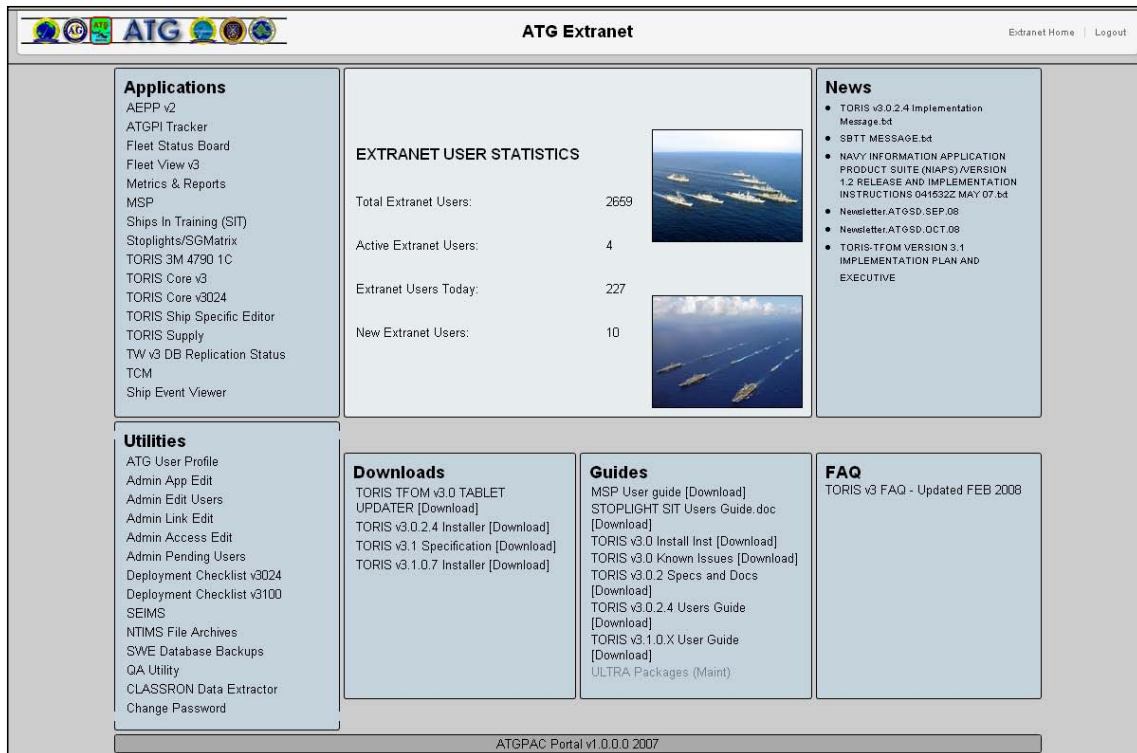 ATG
ATG Extranet
Extranet Home | Logout
Applications
AEPP v2
ATGPI Tracker
Fleet Status Board
Fleet View v3
Metrics & Reports
MSP
Ships In Training (SIT)
Stoplights/SGMatrix
TORIS 3M 4790 1C
TORIS Core v3
TORIS Core v3024
TORIS Ship Specific Editor
TORIS Supply
TW v3 DB Replication Status
TCM
Ship Event Viewer
EXTRANET USER STATISTICS
Total Extranet Users: 2659
Active Extranet Users: 4
Extranet Users Today: 227
New Extranet Users: 10
News
TORIS v3.0.2.4 Implementation
Message.txt
SBTT MESSAGE.txt
NAVY INFORMATION APPLICATION
PRODUCT SUITE (NIAPS) /VERSION
1.2 RELEASE AND IMPLEMENTATION
INSTRUCTIONS 041532Z MAY 07.txt
Newsletter.ATGSD.SEP.08
Newsletter.ATGSD.OCT.08
TORIS-TFOM VERSION 3.1
IMPLEMENTATION PLAN AND
EXECUTIVE
Utilities
ATG User Profile
Admin App Edit
Admin Edit Users
Admin Link Edit
Admin Access Edit
Admin Pending Users
Deployment Checklist v3024
Deployment Checklist v3100
SEIMS
NTIMS File Archives
SWE Database Backups
QA Utility
CLASSRON Data Extractor
Change Password
Downloads
TORIS TFOM v3.0 TABLET
UPDATER [Download]
TORIS v3.0.2.4 Installer [Download]
TORIS v3.1 Specification [Download]
TORIS v3.1.0.7 Installer [Download]
Guides
MSP User guide [Download]
STOPLIGHT SIT Users Guide.doc
[Download]
TORIS v3.0 Install Inst [Download]
TORIS v3.0 Known Issues [Download]
TORIS v3.0.2 Specs and Docs
[Download]
TORIS v3.0.2.4 Users Guide
[Download]
TORIS v3.1.0.X User Guide
[Download]
ULTRA Packages (Maint)
FAQ
TORIS v3 FAQ - Updated FEB 2008
ATGPAC Portal v1.0.0.0 2007